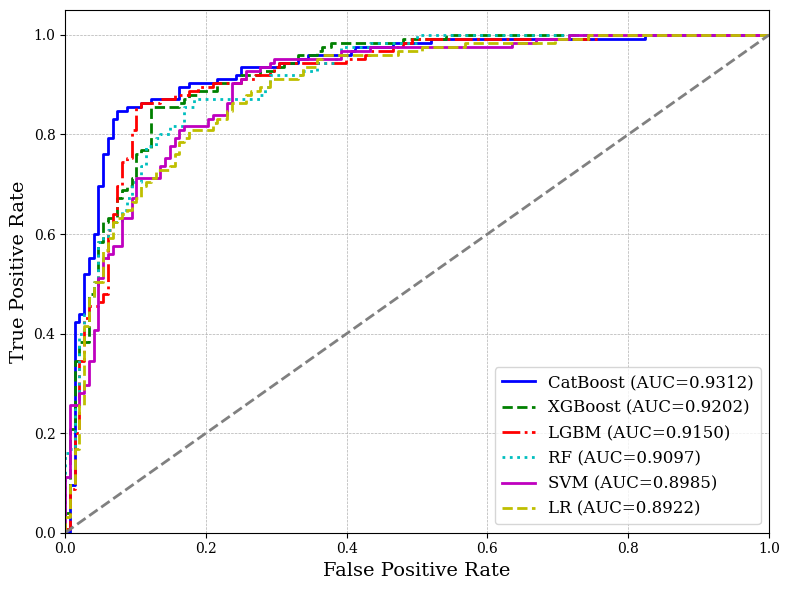 1.0
0.8
0.6
0.4
0.2
0.0
True Positive Rate
0.0 0.2 0.4 0.6 0.8 1.0
False Positive Rate
CatBoost (AUC=0.9312)
XGBoost (AUC=0.9202)
LGBM (AUC=0.9150)
RF (AUC=0.9097)
SVM (AUC=0.8985)
LR (AUC=0.8922)